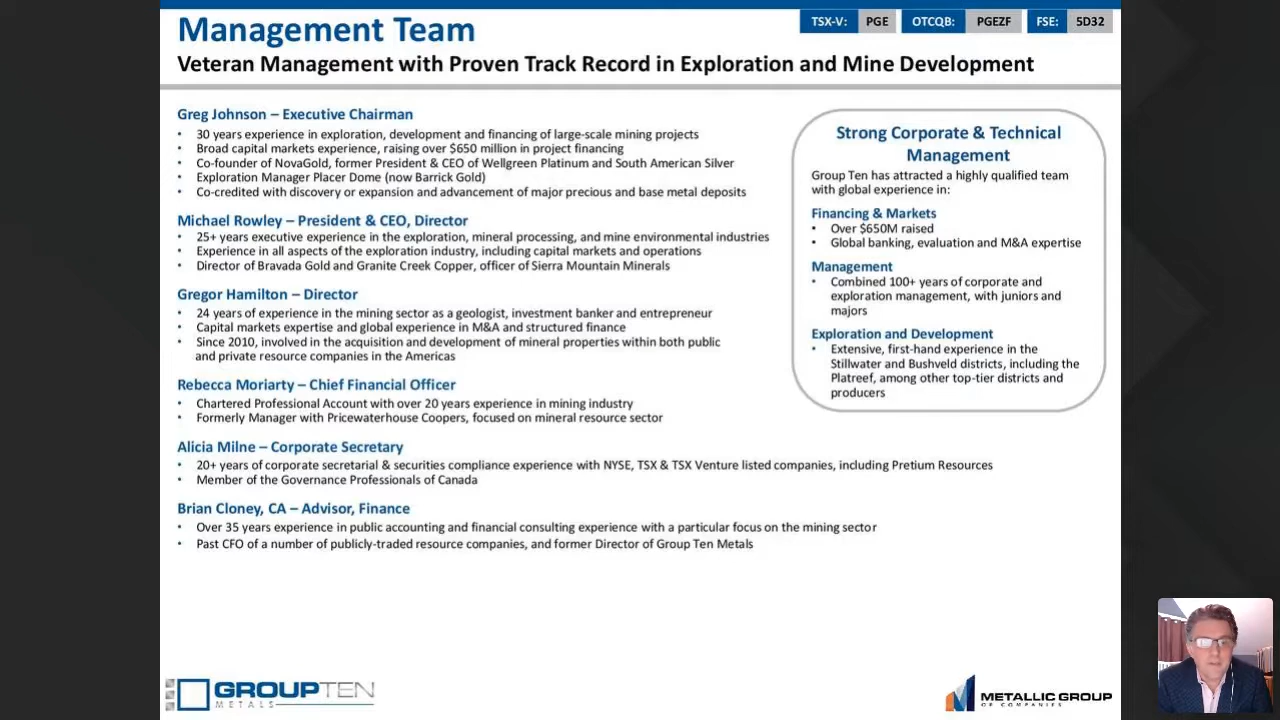 Management Team
TSX-V: PGE OTCQB: PGEZF FSE: 5D32
Veteran Management with Proven Track Record in Exploration and Mine Development
Greg Johnson – Executive Chairman
• 30 years experience in exploration, development and financing of large-scale mining projects
• Broad capital markets experience, raising over $650 million in project financing
• Co-founder of NovaGold, former President & CEO of Wellgreen Platinum and South American Silver
• Exploration Manager Placer Dome (now Barrick Gold)
• Co-credited with discovery or expansion and advancement of major precious and base metal deposits
Michael Rowley – President & CEO, Director
• 25+ years executive experience in the exploration, mineral processing, and mine environmental industries
• Experience in all aspects of the exploration industry, including capital markets and operations
• Director of Bravada Gold and Granite Creek Copper, officer of Sierra Mountain Minerals
Gregor Hamilton – Director
• 24 years of experience in the mining sector as a geologist, investment banker and entrepreneur
• Capital markets expertise and global experience in M&A and structured finance
• Since 2010, involved in the acquisition and development of mineral properties within both public
and private resource companies in the Americas
Rebecca Moriarty – Chief Financial Officer
• Chartered Professional Account with over 20 years experience in mining industry
• Formerly Manager with Pricewaterhouse Coopers, focused on mineral resource sector
Alicia Milne – Corporate Secretary
• 20+ years of corporate secretarial & securities compliance experience with NYSE, TSX & TSX Venture listed companies, including Pretium Resources
• Member of the Governance Professionals of Canada
Brian Cloney, CA – Advisor, Finance
• Over 35 years experience in public accounting and financial consulting experience with a particular focus on the mining sector
• Past CFO of a number of publicly-traded resource companies, and former Director of Group Ten Metals
Strong Corporate & Technical
Management
Group Ten has attracted a highly qualified team
with global experience in:
Financing & Markets
• Over $650M raised
• Global banking, evaluation and M&A expertise
Management
• Combined 100+ years of corporate and
exploration management, with juniors and
majors
Exploration and Development
• Extensive, first-hand experience in the
Stillwater and Bushveld districts, including the
Platreef, among other top-tier districts and
producers
GROUPTEN
METALS
METALLIC GROUP
OF COMPANIES